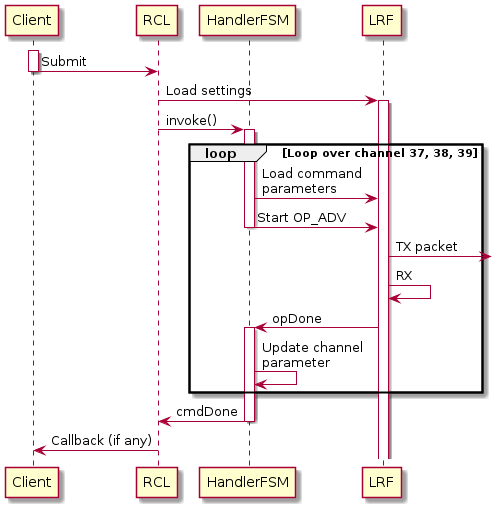 Client
RCL
HandlerFSM
LRF
Submit
Load settings
invoke()
loop
[Loop over channel 37, 38, 39]
Load command
parameters
Start OP_ADV
TX packet
RX
opDone
Update channel
parameter
cmdDone
Callback (if any)
Client
RCL
HandlerFSM
LRF